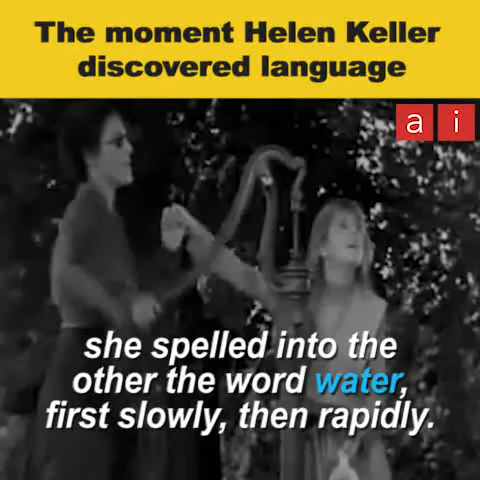 The moment Helen Keller
discovered language
a i
she spelled into the
other the word water,
first slowly, then rapidly.